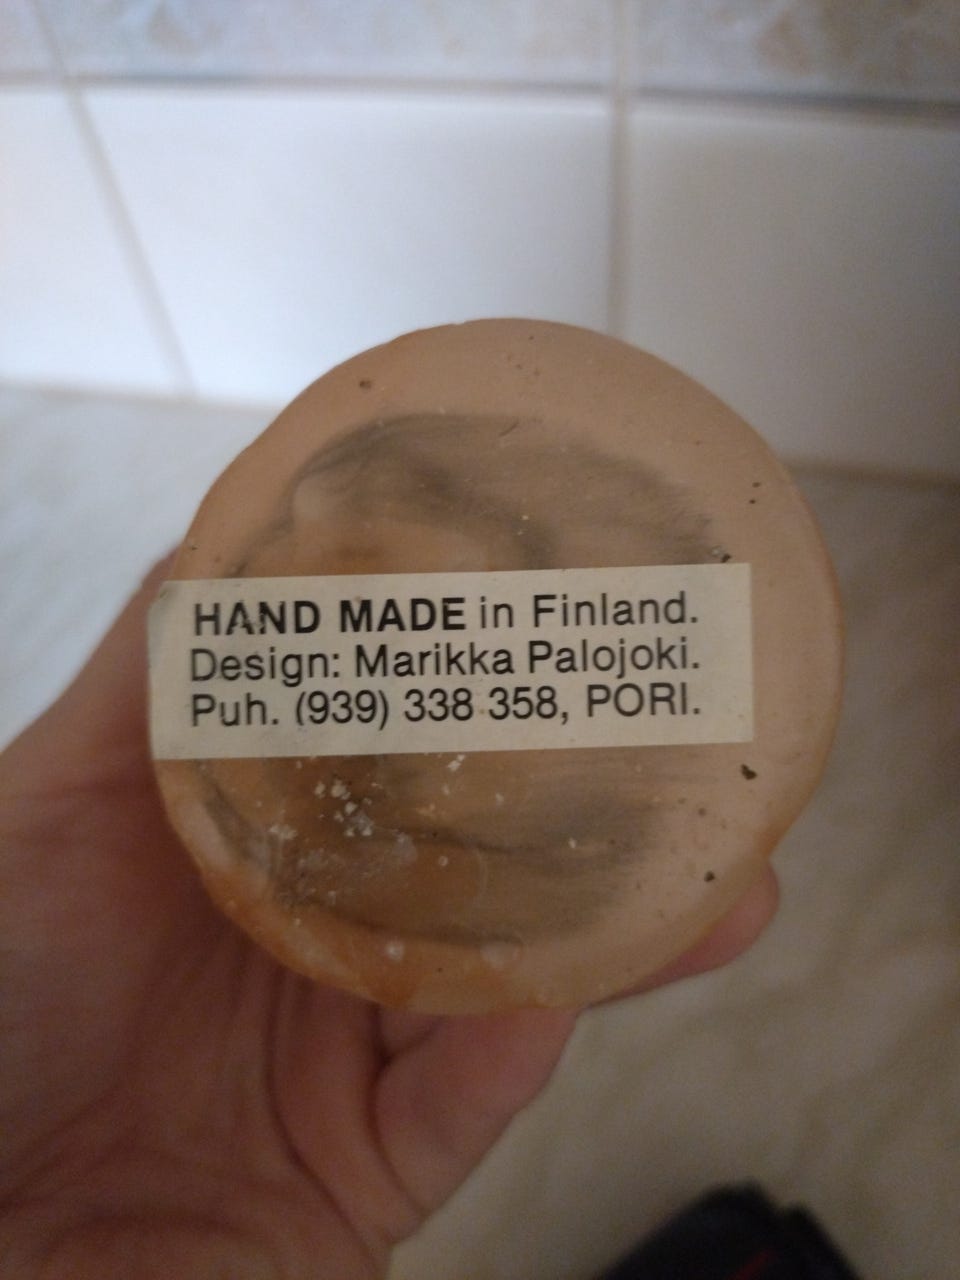 HAND MADE in Finland.
Design: Marikka Palojoki.
Puh. (939) 338 358, PORI.